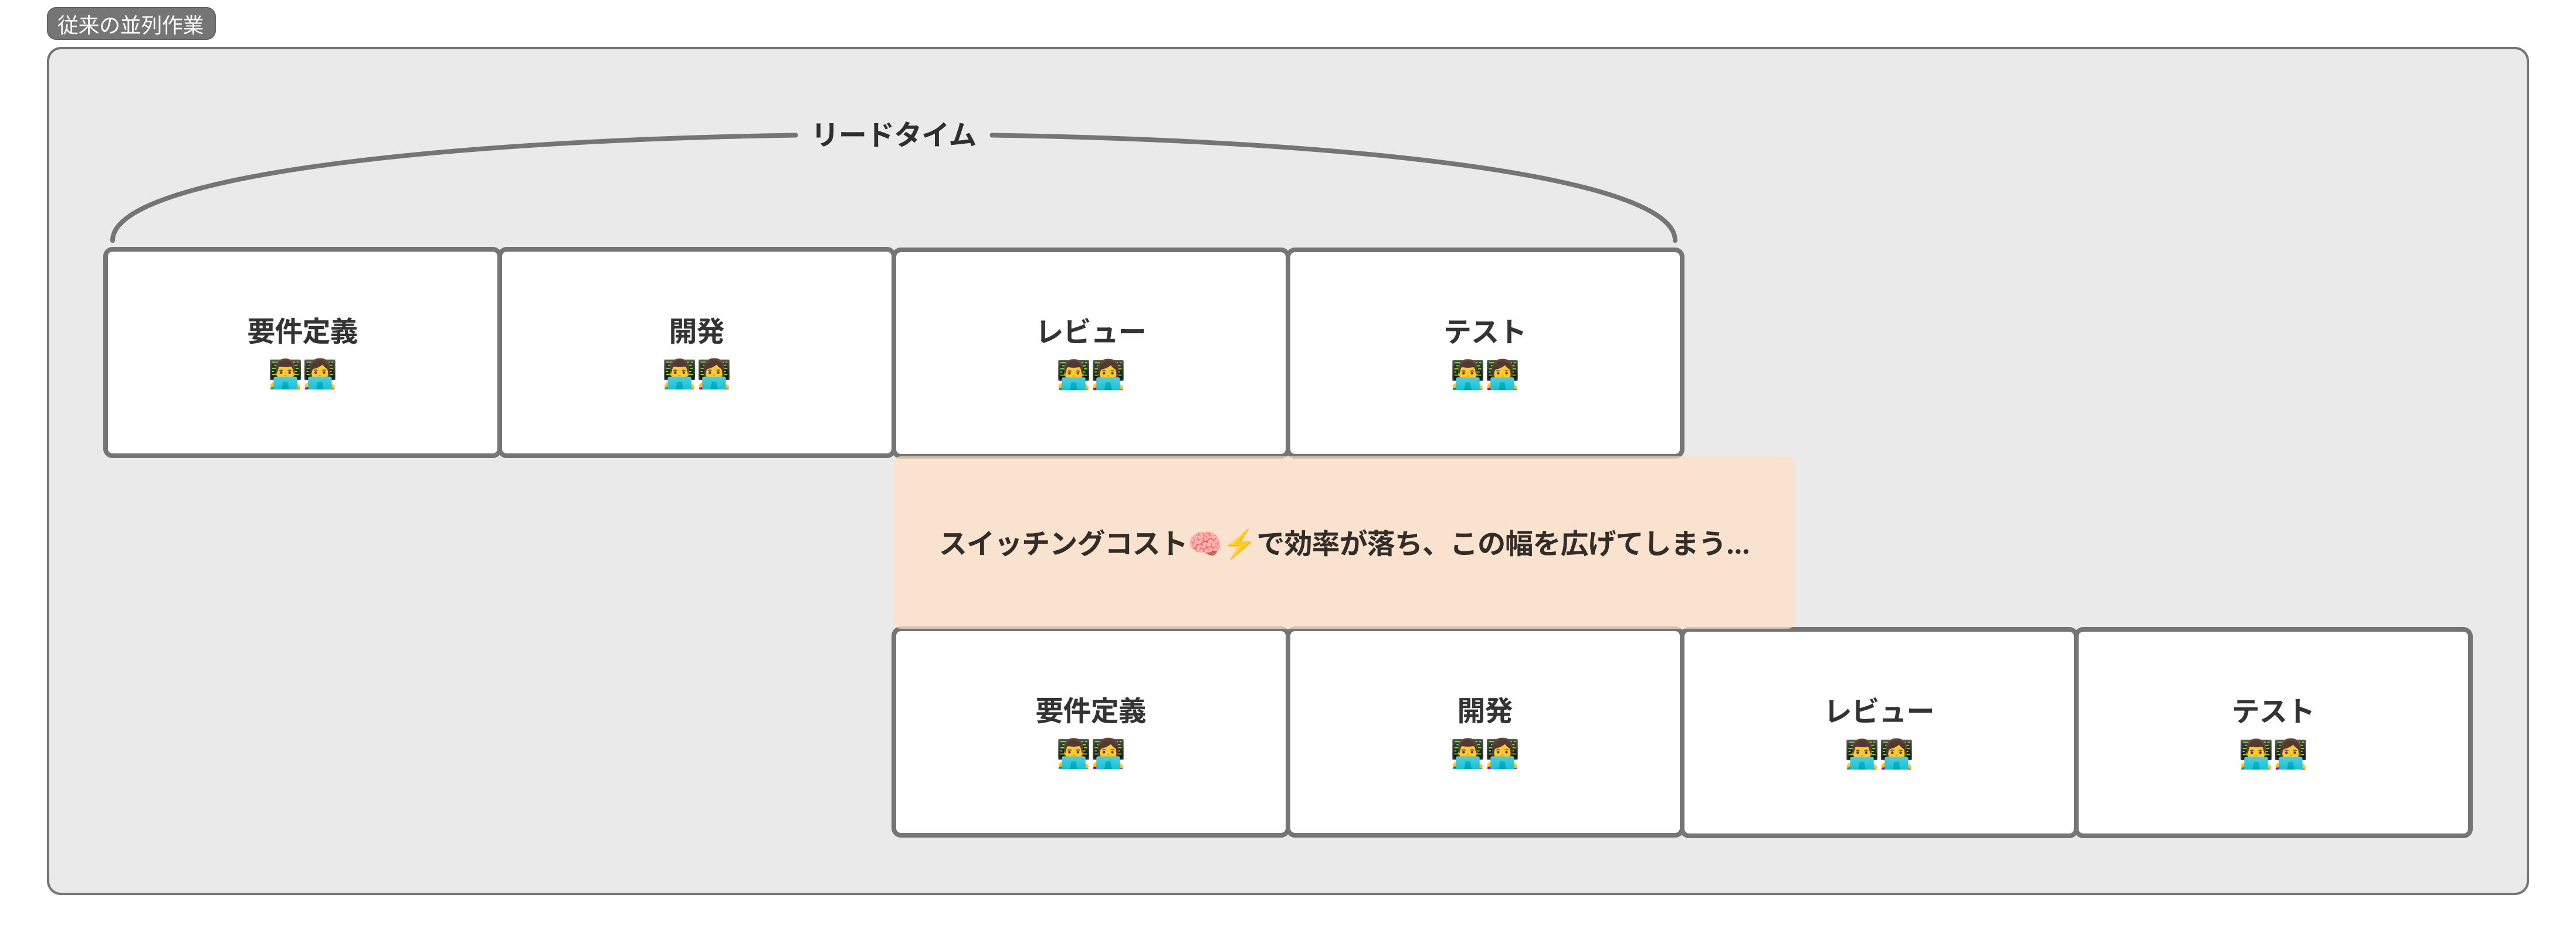 従来の並列作業
リードタイム
要件定義
👨‍💻👩‍💻
開発
👨‍💻👩‍💻
レビュー
👨‍💻👩‍💻
テスト
👨‍💻👩‍💻
スイッチングコスト🧠⚡で効率が落ち、この幅を広げてしまう...
要件定義
👨‍💻👩‍💻
開発
👨‍💻👩‍💻
レビュー
👨‍💻👩‍💻
テスト
👨‍💻👩‍💻